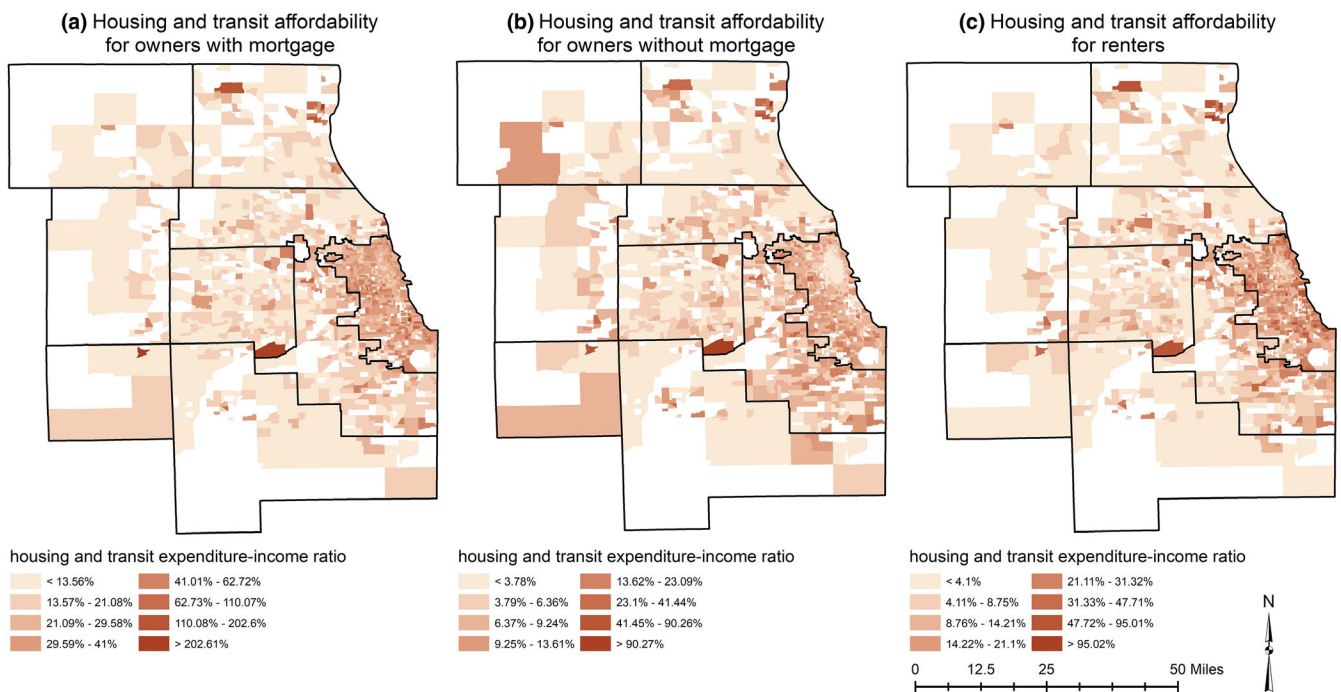 (a) Housing and transit affordability
for owners with mortgage
(b) Housing and transit affordability
for owners without mortgage
(c) Housing and transit affordability
for renters
housing and transit expenditure-income ratio
< 13.56%
13.57% - 21.08%
21.09% - 29.58%
29.59% - 41%
41.01% - 62.72%
62.73% - 110.07%
110.08% - 202.6%
> 202.61%
housing and transit expenditure-income ratio
< 3.78%
3.79% - 6.36%
6.37% - 9.24%
9.25% - 13.61%
13.62% - 23.09%
23.1% - 41.44%
41.45% - 90.26%
> 90.27%
housing and transit expenditure-income ratio
< 4.1%
4.11% - 8.75%
8.76% - 14.21%
14.22% - 21.1%
21.11% - 31.32%
31.33% - 47.71%
47.72% - 95.01%
> 95.02%
N
0 12.5 25 50 Miles